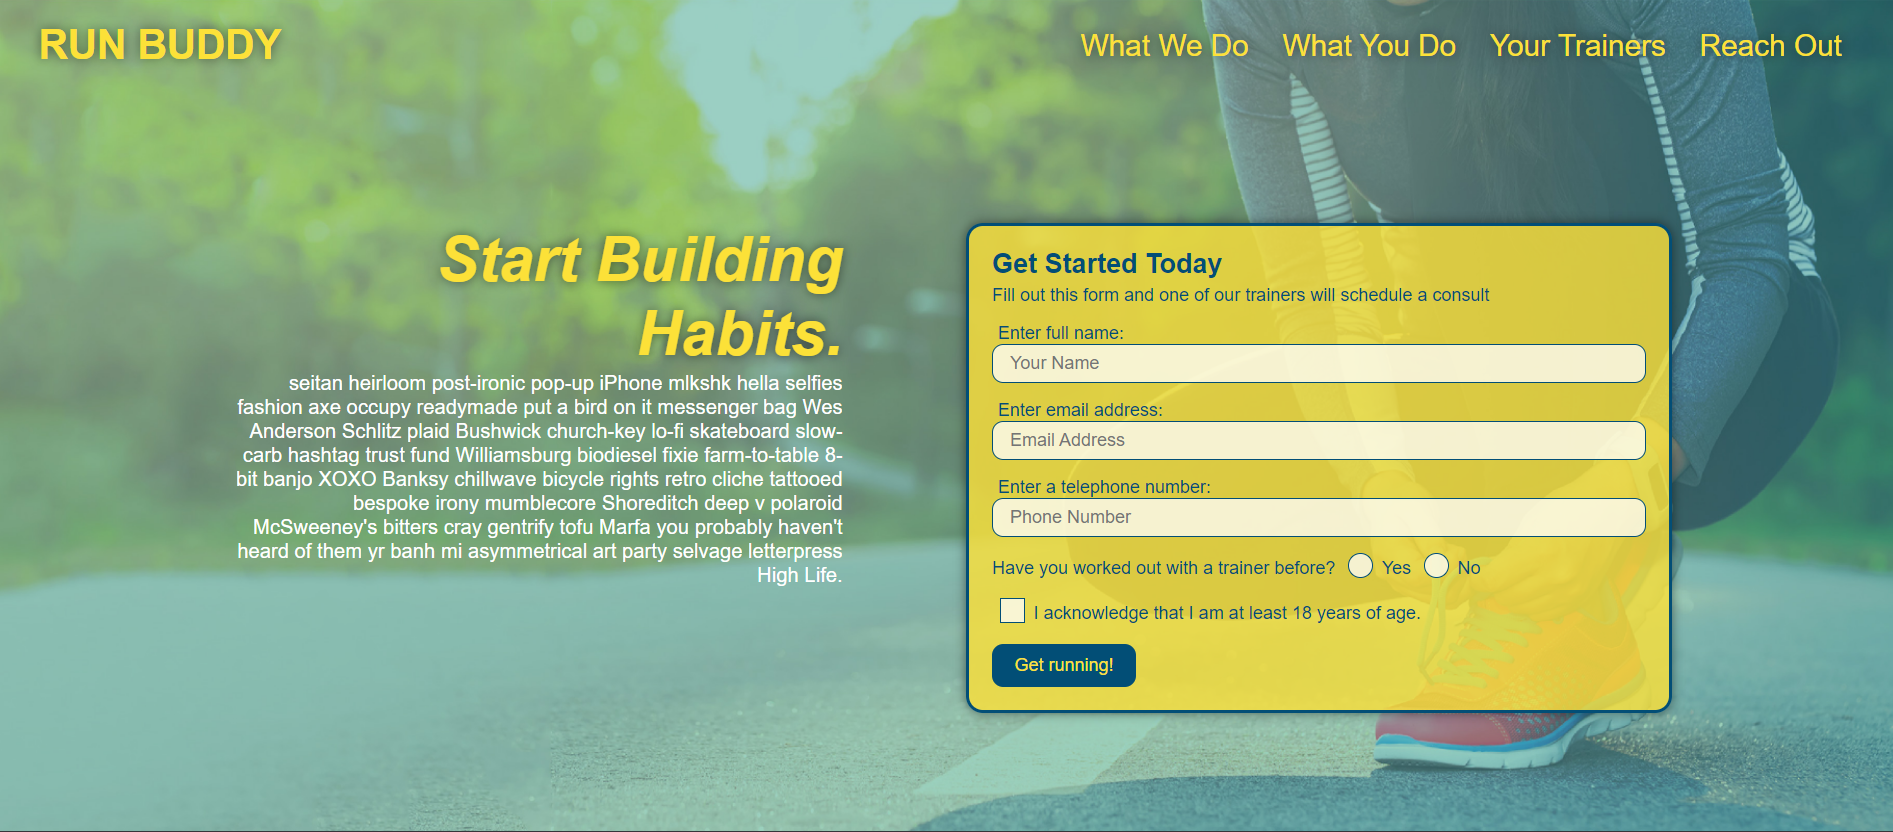 RUN BUDDY
What We Do What You Do Your Trainers Reach Out
Start Building
Habits.
seitan heirloom post-ironic pop-up iPhone mlkshk hella selfies
fashion axe occupy readymade put a bird on it messenger bag Wes
Anderson Schlitz plaid Bushwick church-key lo-fi skateboard slow-
carb hashtag trust fund Williamsburg biodiesel fixie farm-to-table 8-
bit banjo XOXO Banksy chillwave bicycle rights retro cliche tattooed
bespoke irony mumblecore Shoreditch deep v polaroid
McSweeney's bitters cray gentrify tofu Marfa you probably haven't
heard of them yr banh mi asymmetrical art party selvage letterpress
High Life.
Get Started Today
Fill out this form and one of our trainers will schedule a consult
Enter full name:
Your Name
Enter email address:
Email Address
Enter a telephone number:
Phone Number
Have you worked out with a trainer before? Yes No
I acknowledge that I am at least 18 years of age.
Get running!